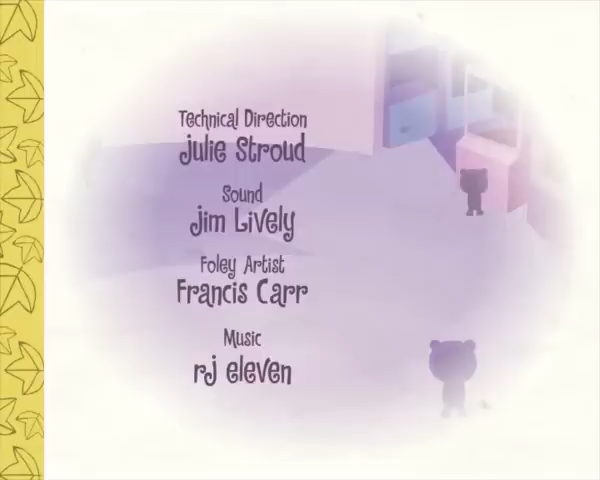 Technical Direction
julie Stroud
Sound
jim Lively
Foley Artist
Francis Carr
Music
rj eleven